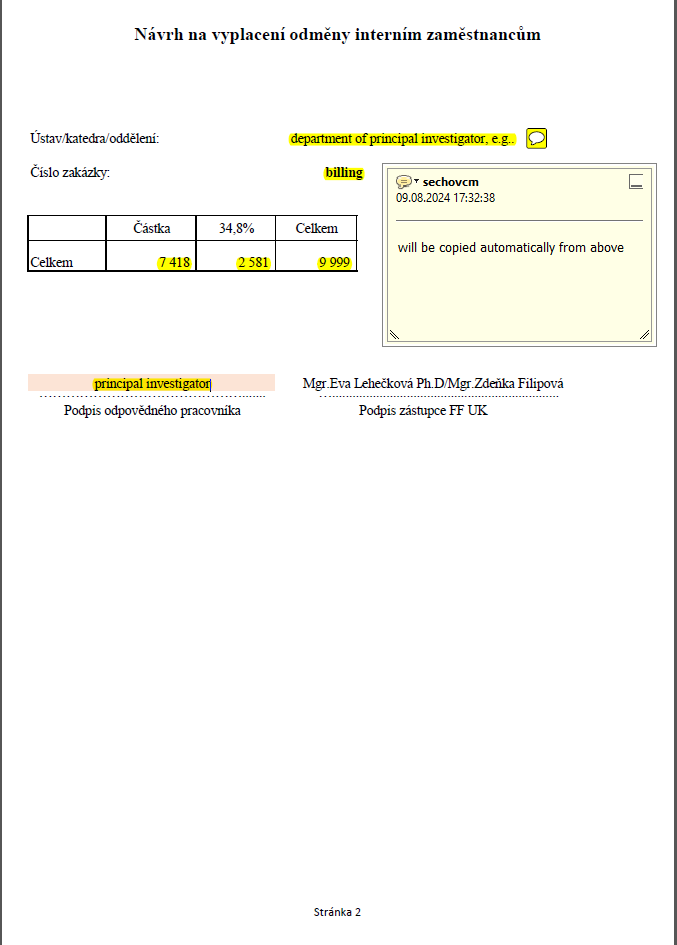 Návrh na vyplacení odměny interním zaměstnancům
Ústav/katedra/oddělení: department of principal investigator, e.g..
Číslo zakázky: billing
sechovcm
09.08.2024 17:32:38
will be copied automatically from above
Částka 34,8% Celkem
Celkem 7 418 2 581 9 999
principal investigator Mgr.Eva Lehečková Ph.D/Mgr.Zdeňka Filipová
Podpis odpovědného pracovníka Podpis zástupce FF UK
Stránka 2